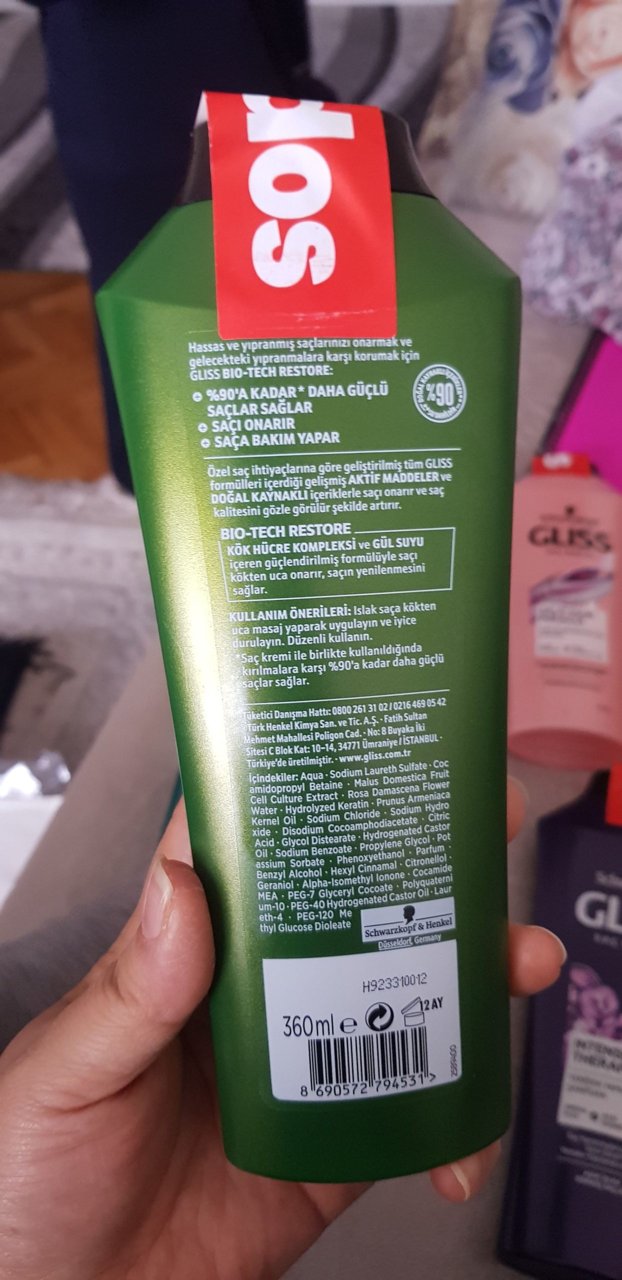 sop
Hassas ve yıpranmış saçlarınızı onarmak ve
gelecekteki yıpranmalara karşı korumak için
GLISS BIO-TECH RESTORE:
%90'A KADAR* DAHA GÜÇLÜ
SAÇLAR SAĞLAR
SAÇI ONARIR
SAÇA BAKIM YAPAR
DOĞAL KAYNAKLI İÇERİKLER
%90
Özel saç ihtiyaçlarına göre geliştirilmiş tüm GLISS
formülleri içerdiği gelişmiş AKTİF MADDELER ve
DOĞAL KAYNAKLI içeriklerle saçı onarır ve saç
kalitesini gözle görülür şekilde artırır.
BIO-TECH RESTORE
KÖK HÜCRE KOMPLEKSİ ve GÜL SUYU
içeren güçlendirilmiş formülüyle saçı
kökten uca onarır, saçın yenilenmesini
sağlar.
KULLANIM ÖNERİLERİ: Islak saça kökten
uca masaj yaparak uygulayın ve iyice
durulayın. Düzenli kullanın.
*Saç kremi ile birlikte kullanıldığında
kırılmalara karşı %90'a kadar daha güçlü
saçlar sağlar.
Tüketici Danışma Hattı: 0800 261 31 02 / 0216 469 05 42
Türk Henkel Kimya San. ve Tic. A.Ş. · Fatih Sultan
Mehmet Mahallesi Poligon Cad. · No: 8 Buyaka İki
Sitesi C Blok Kat: 10-14, 34771 Ümraniye / İSTANBUL ·
Türkiye'de üretilmiştir. · www.gliss.com.tr
İçindekiler: Aqua · Sodium Laureth Sulfate · Coc
amidopropyl Betaine · Malus Domestica Fruit
Cell Culture Extract · Rosa Damascena Flower
Water · Hydrolyzed Keratin · Prunus Armeniaca
Kernel Oil · Sodium Chloride · Sodium Hydro
xide · Disodium Cocoamphodiacetate · Citric
Acid · Glycol Distearate · Hydrogenated Castor
Oil · Sodium Benzoate · Propylene Glycol · Pot
assium Sorbate · Phenoxyethanol · Parfum ·
Benzyl Alcohol · Hexyl Cinnamal · Citronellol ·
Geraniol · Alpha-Isomethyl Ionone · Cocamide
MEA · PEG-7 Glyceryl Cocoate · Polyquaterni
um-10 · PEG-40 Hydrogenated Castor Oil · Laur
eth-4 · PEG-120 Me
thyl Glucose Dioleate
Schwarzkopf & Henkel
Düsseldorf, Germany
H923310012
360ml e
12 AY
8 690572 794531 >
GLISS
GL
INTENS
THERA